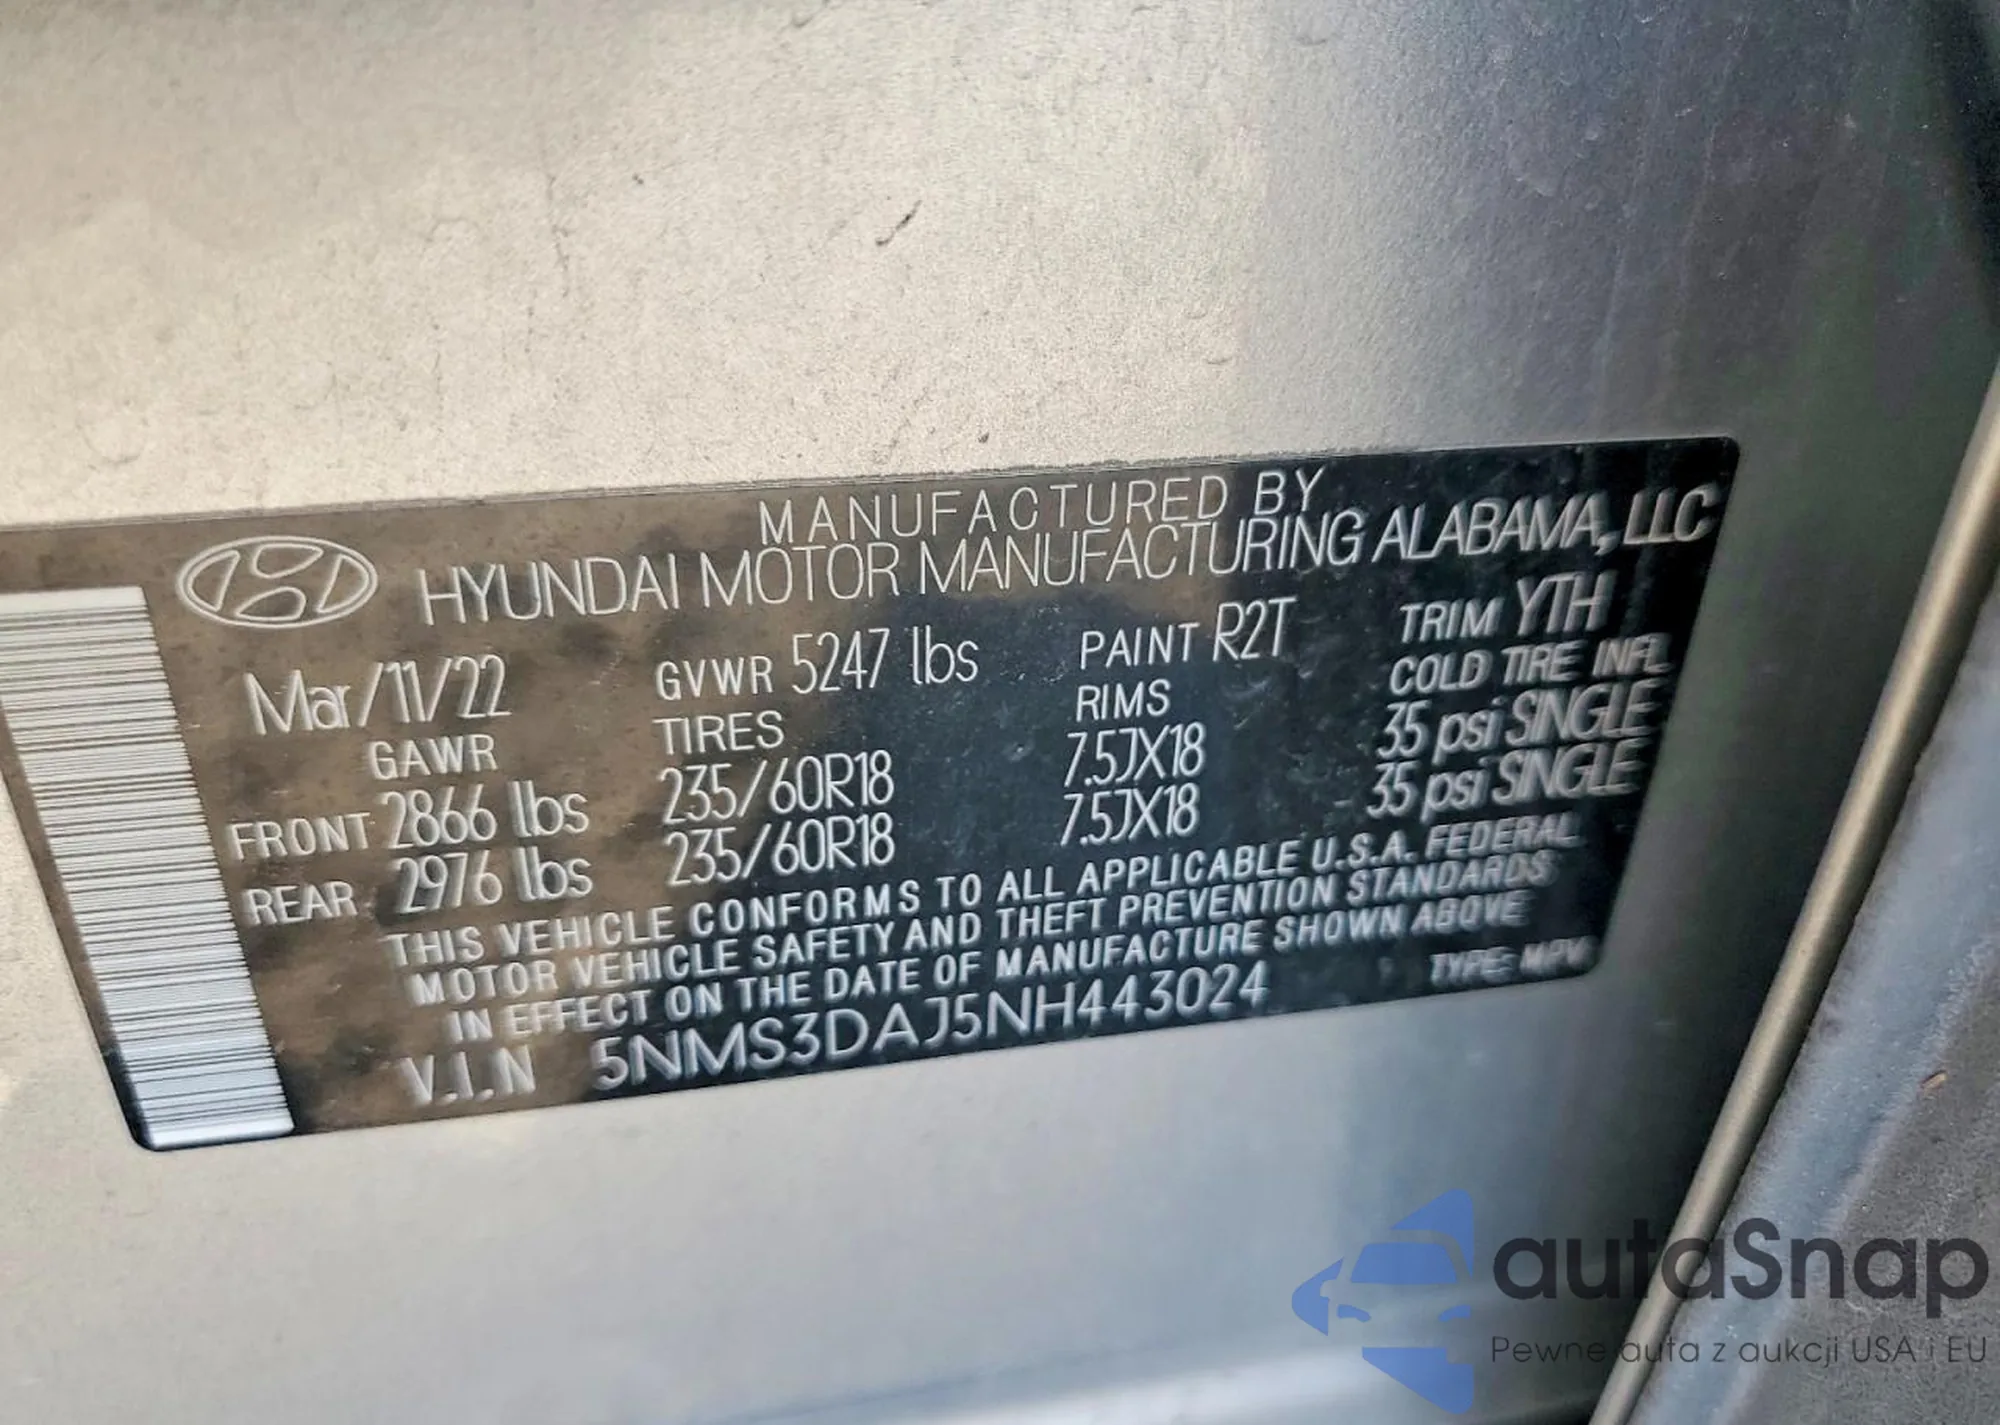 MANUFACTURED BY
HYUNDAI MOTOR MANUFACTURING ALABAMA, LLC
Mar/11/22 GVWR 5247 lbs PAINT R2T TRIM YTH
GAWR TIRES RIMS COLD TIRE INFL
FRONT 2866 lbs 235/60R18 7.5JX18 35 psi SINGLE
REAR 2976 lbs 235/60R18 7.5JX18 35 psi SINGLE
THIS VEHICLE CONFORMS TO ALL APPLICABLE U.S.A. FEDERAL
MOTOR VEHICLE SAFETY AND THEFT PREVENTION STANDARDS
IN EFFECT ON THE DATE OF MANUFACTURE SHOWN ABOVE
V.I.N 5NMS3DAJ5NH443024 TYPE: MPV
autaSnap
Pewne auta z aukcji USA i EU